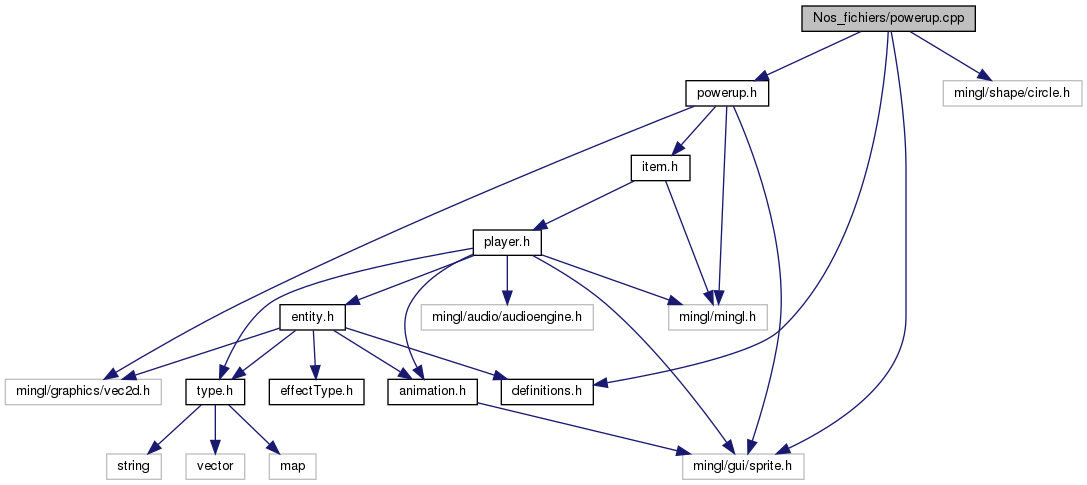 Nos_fichiers/powerup.cpp
powerup.h
mingl/shape/circle.h
item.h
player.h
entity.h
mingl/audio/audioengine.h
mingl/mingl.h
mingl/graphics/vec2d.h
type.h
effectType.h
animation.h
definitions.h
string
vector
map
mingl/gui/sprite.h